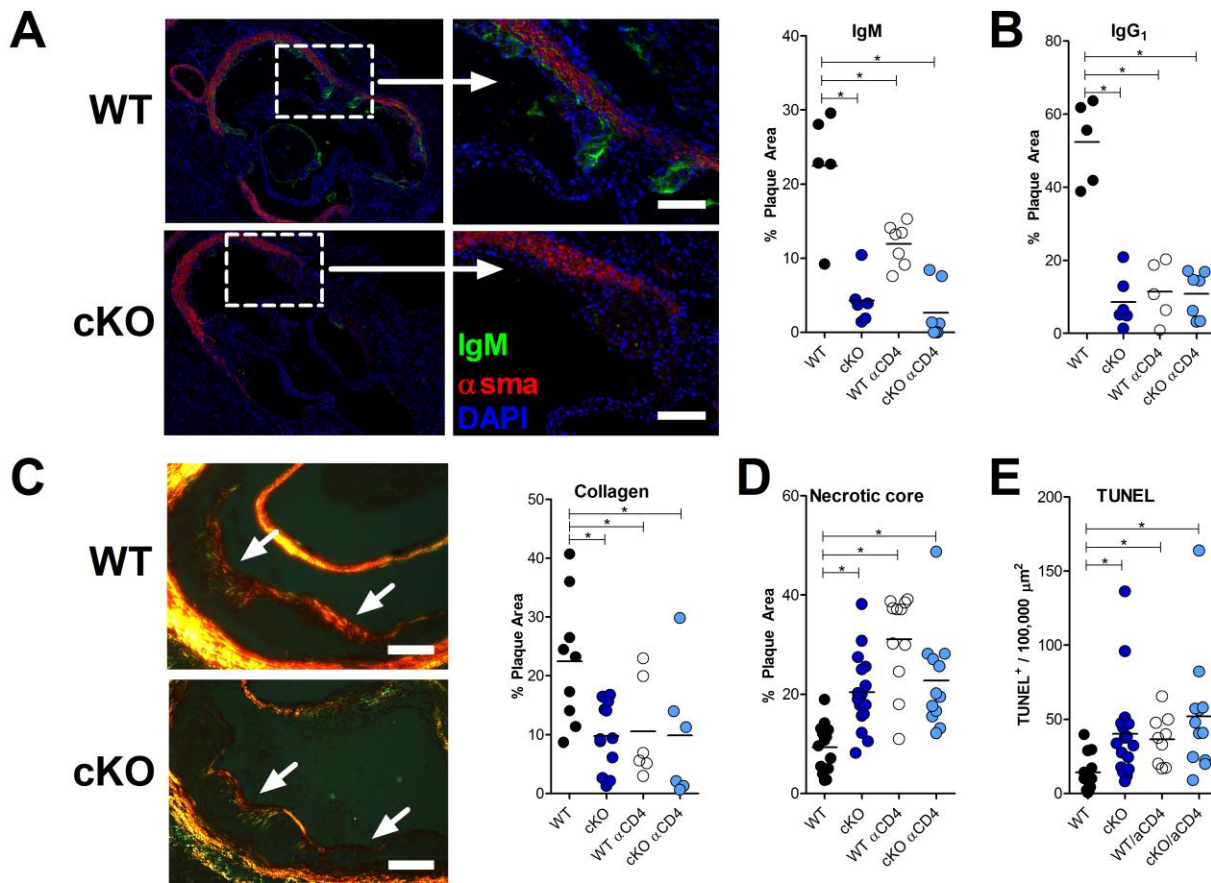 A
WT
cKO
IgM
α sma
DAPI
IgM
% Plaque Area
40
30
20
10
0
*
*
*
WT
cKO
WT αCD4
cKO αCD4
B
IgG1
% Plaque Area
80
60
40
20
0
*
*
*
WT
cKO
WT αCD4
cKO αCD4
C
WT
cKO
Collagen
% Plaque Area
50
40
30
20
10
0
*
*
*
WT
cKO
WT αCD4
cKO αCD4
D
Necrotic core
% Plaque Area
60
40
20
0
*
*
*
WT
cKO
WT αCD4
cKO αCD4
E
TUNEL
TUNEL+ / 100,000 µm2
200
150
100
50
0
*
*
*
WT
cKO
WT/aCD4
cKO/aCD4